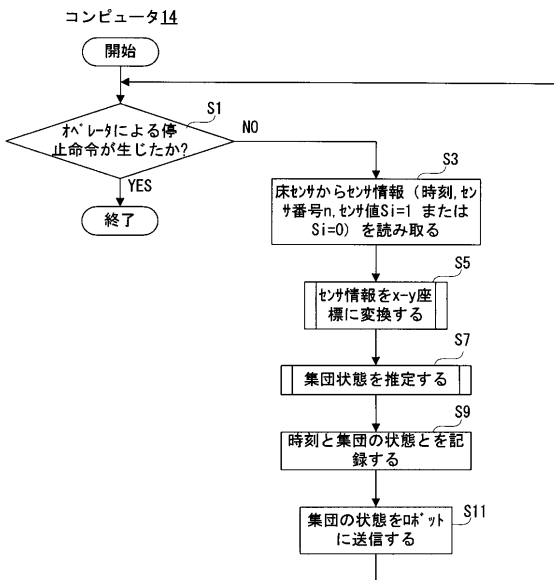 コンピュータ14
開始
S1
オペレータによる停
止命令が生じたか?
NO
YES
終了
S3
床センサからセンサ情報(時刻,セン
サ番号n,センサ値Si=1 または
Si=0)を読み取る
S5
センサ情報をx-y座
標に変換する
S7
集団状態を推定する
S9
時刻と集団の状態とを記
録する
S11
集団の状態をロボット
に送信する